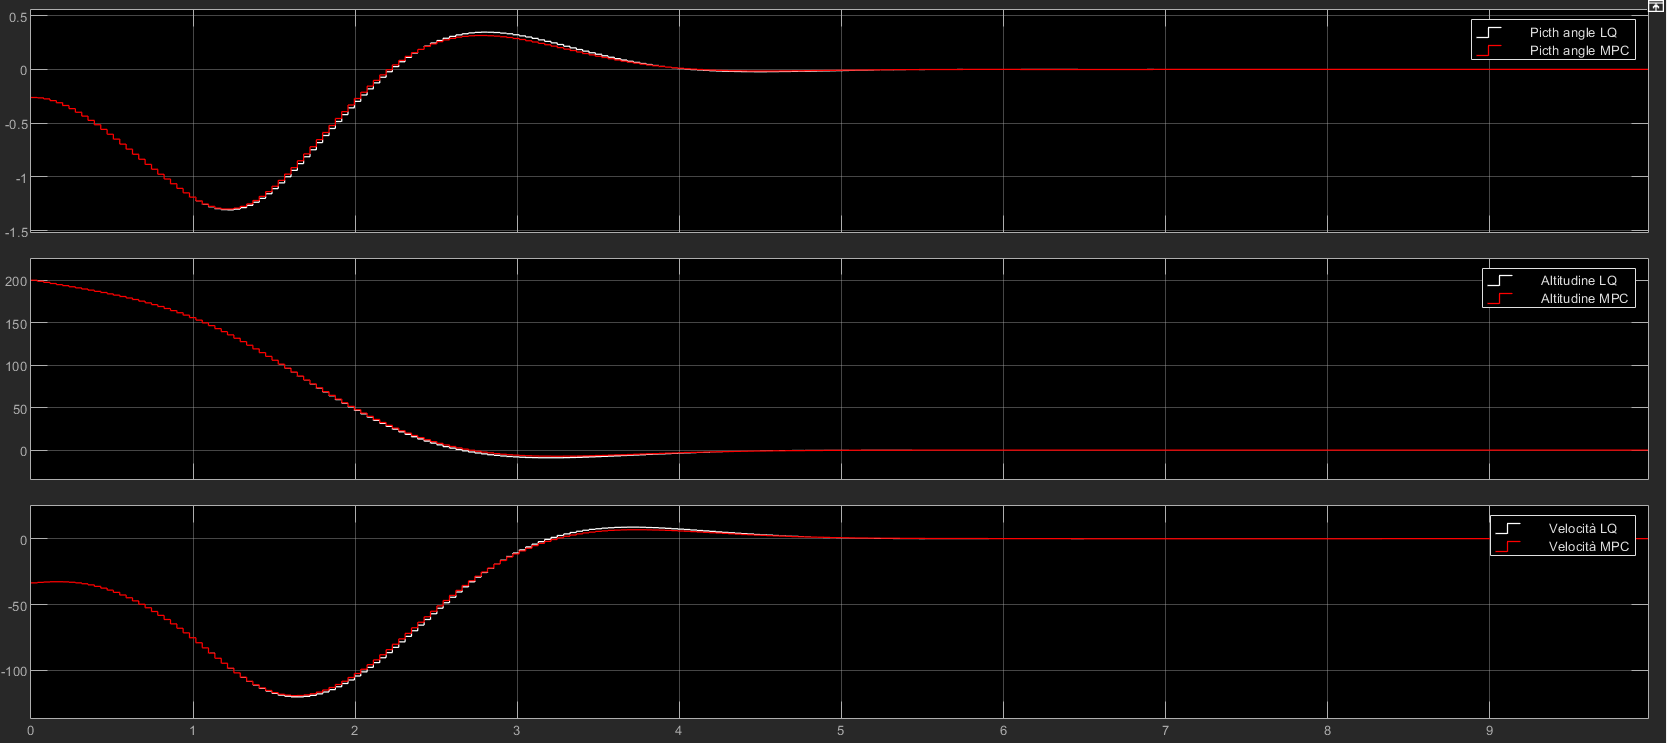 0.5
Picth angle LQ
Picth angle MPC
0
-0.5
-1
-1.5
200
Altitudine LQ
Altitudine MPC
150
100
50
0
Velocità LQ
Velocità MPC
0
-50
-100
0 1 2 3 4 5 6 7 8 9